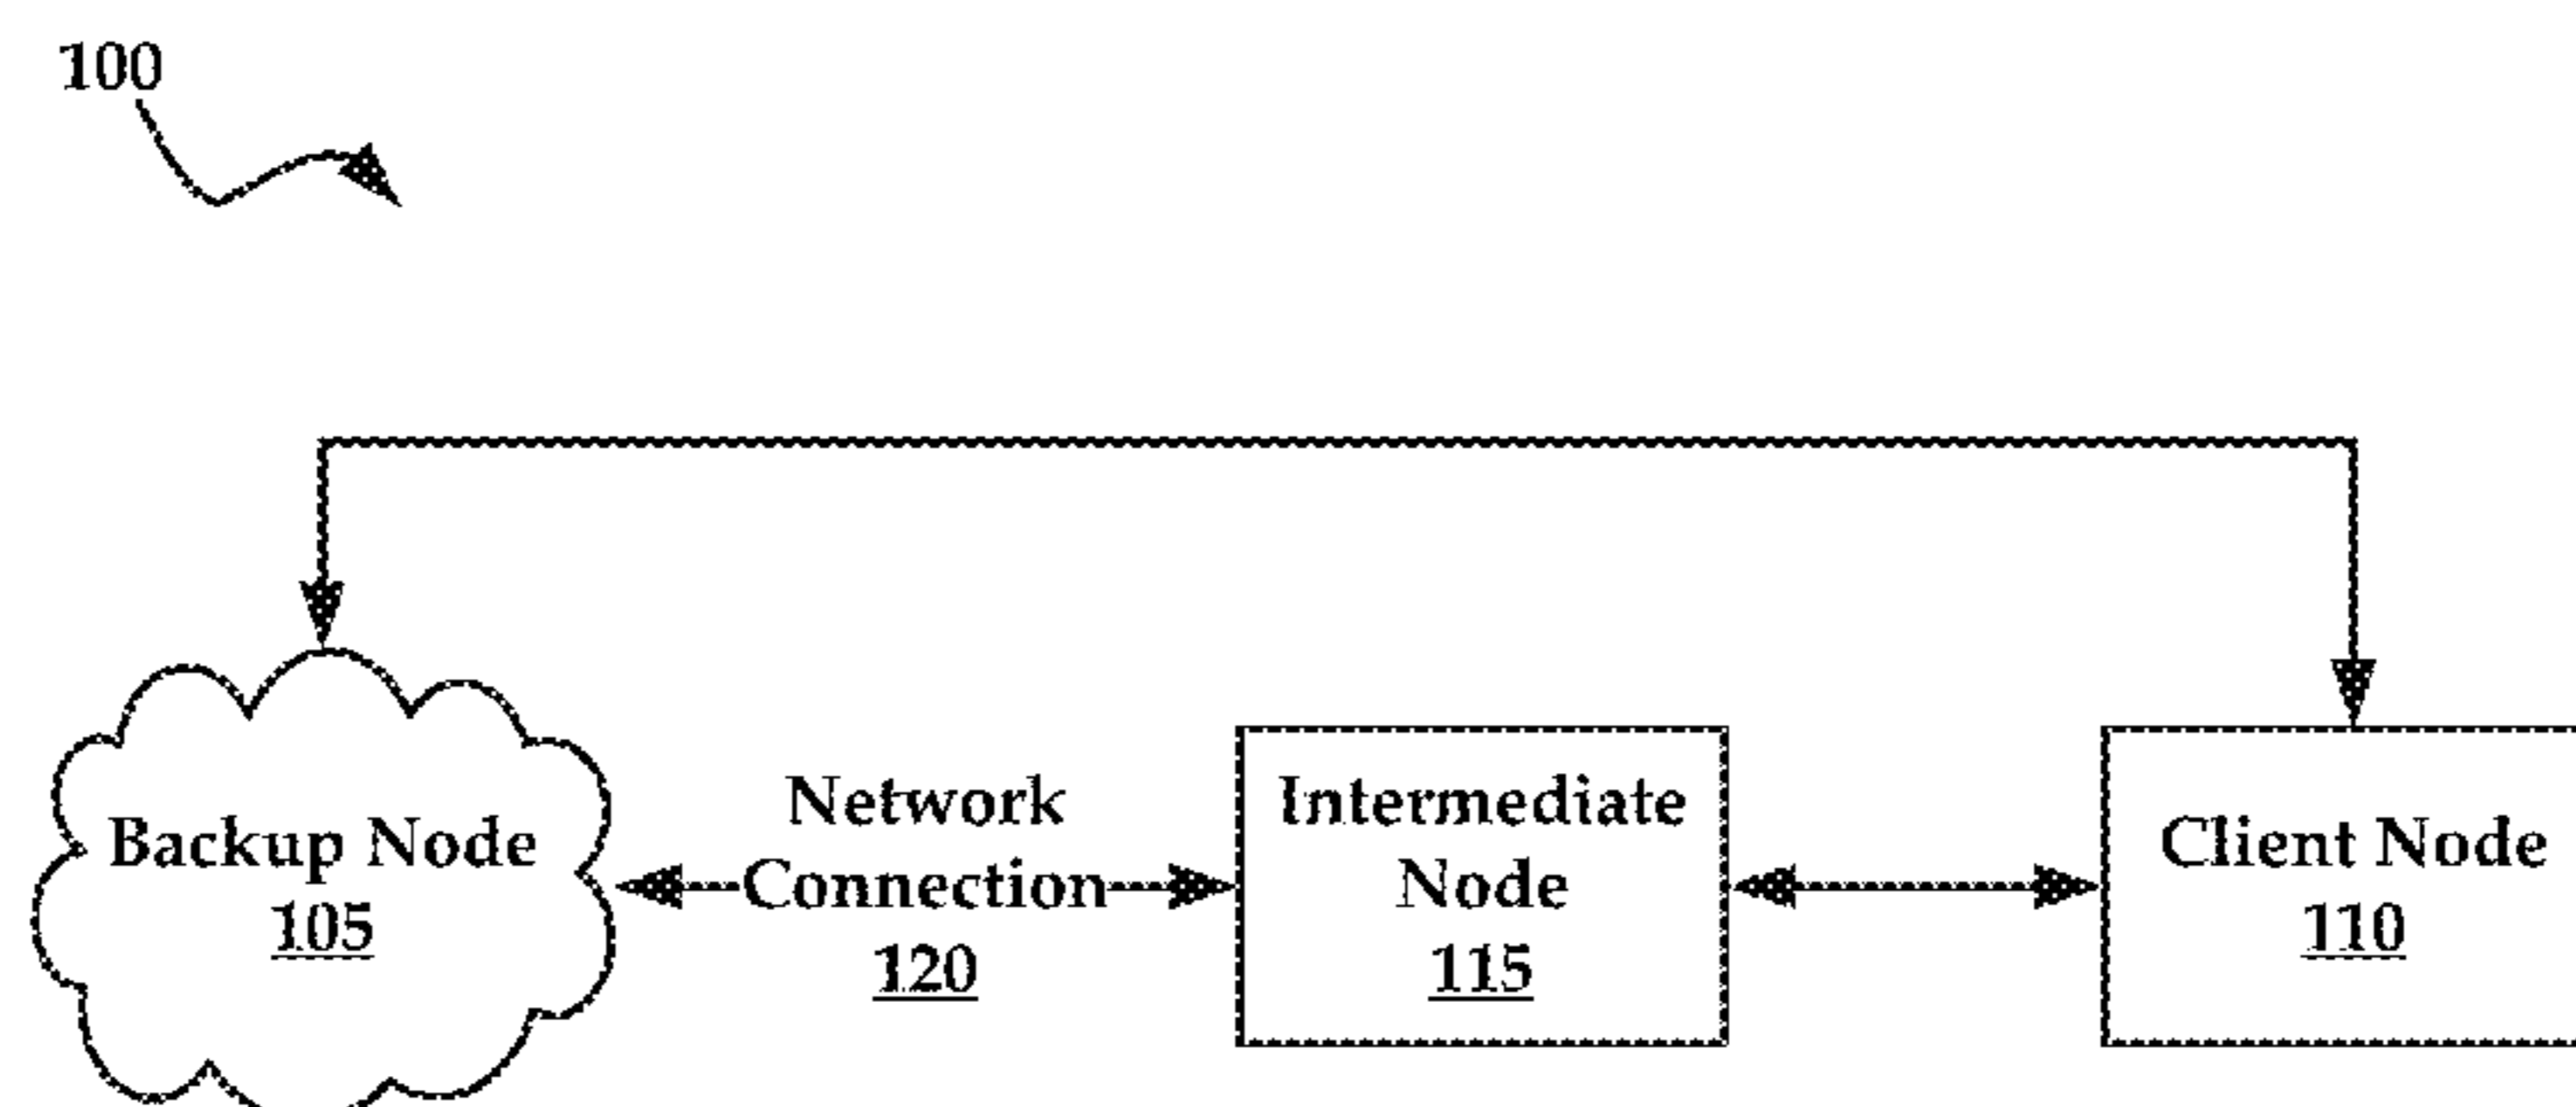 100
Backup Node
105
Network
Connection
120
Intermediate
Node
115
Client Node
110